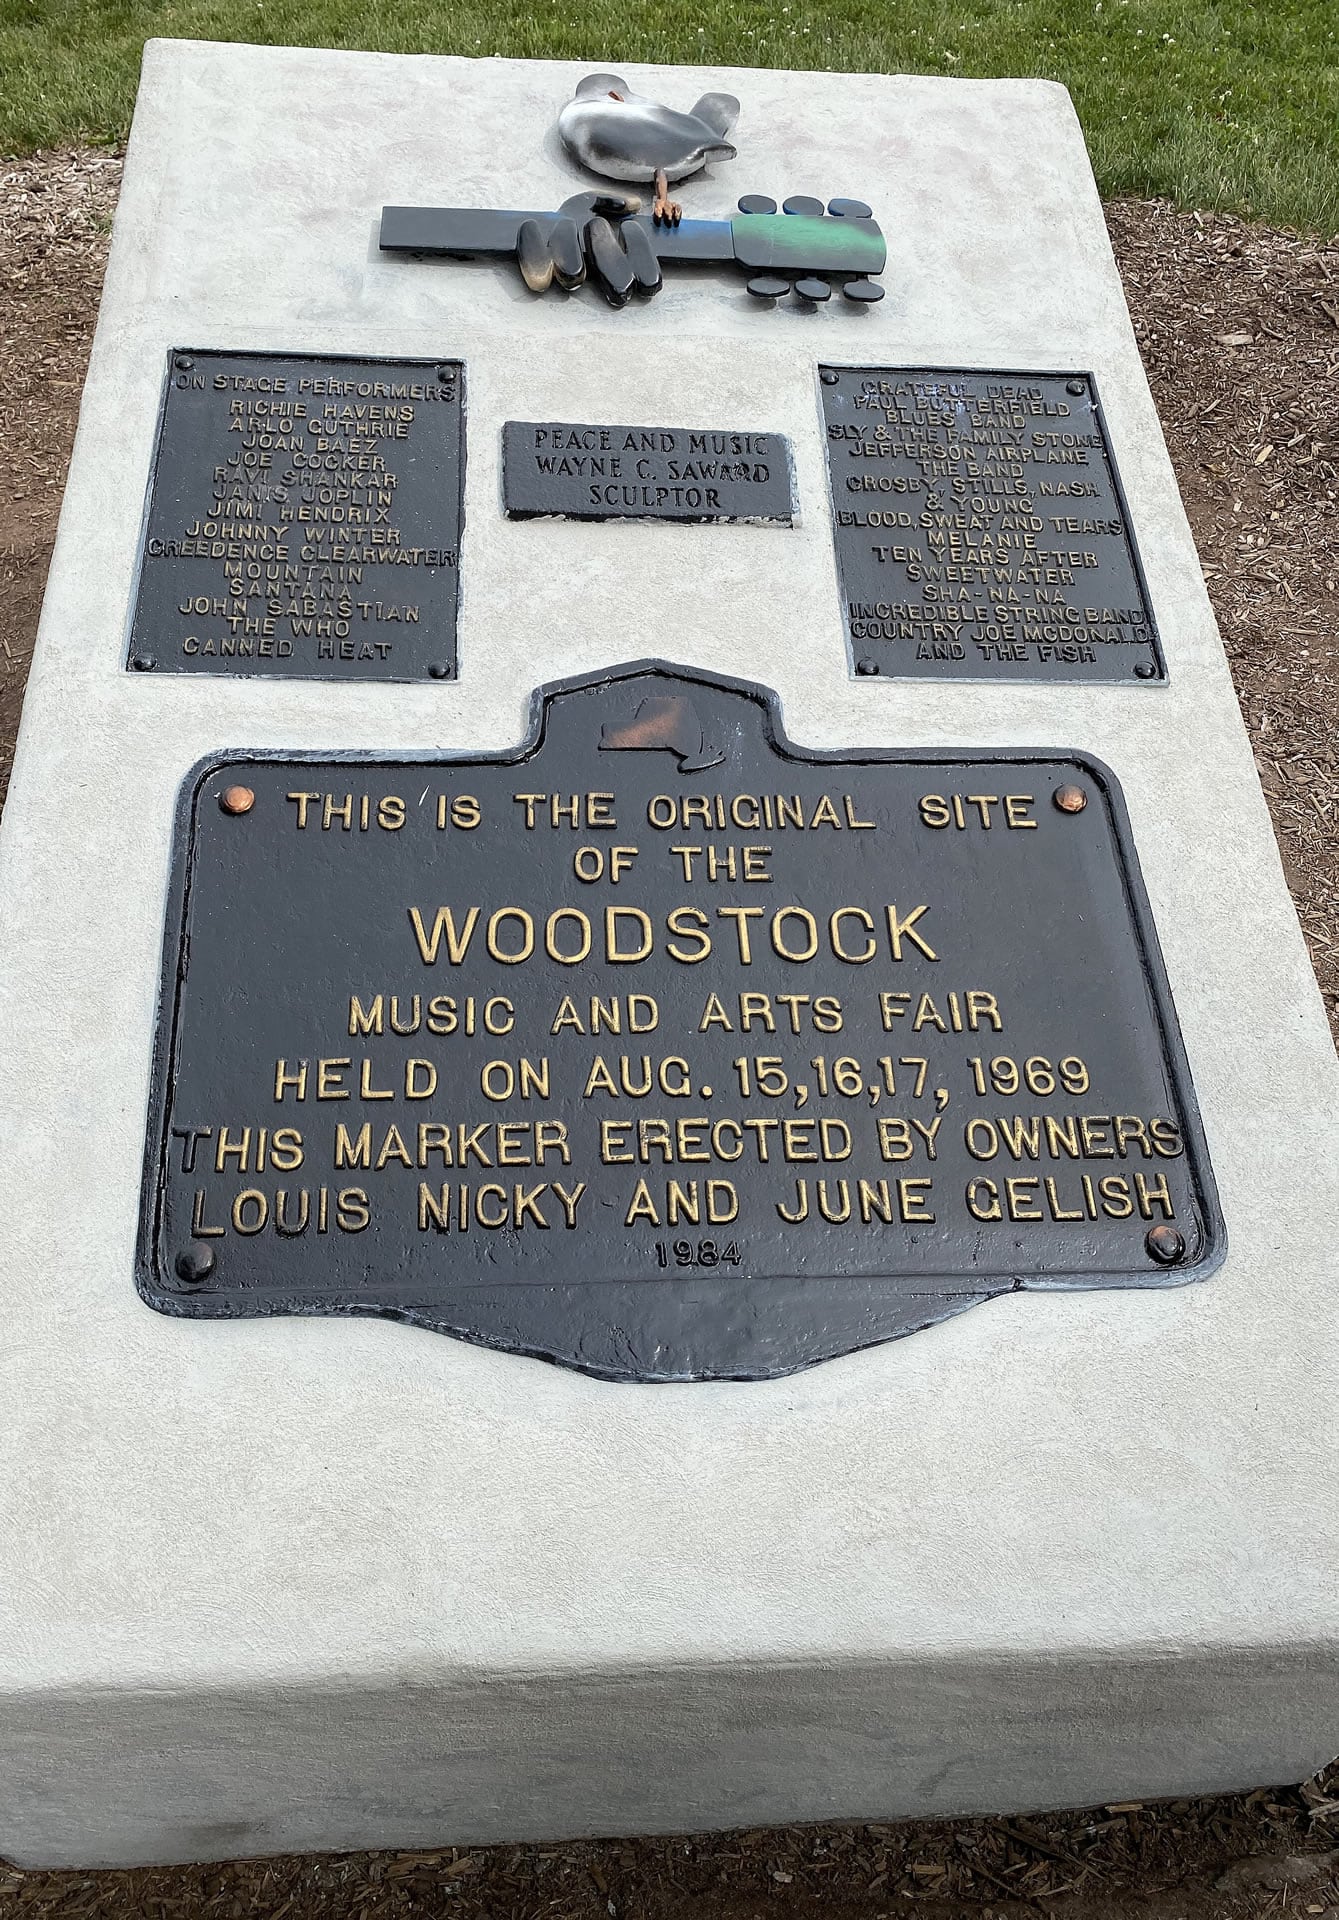 ON STAGE PERFORMERS
RICHIE HAVENS
ARLO GUTHRIE
JOAN BAEZ
JOE COCKER
RAVI SHANKAR
JANIS JOPLIN
JIMI HENDRIX
JOHNNY WINTER
CREEDENCE CLEARWATER
MOUNTAIN
SANTANA
JOHN SABASTIAN
THE WHO
CANNED HEAT
PEACE AND MUSIC
WAYNE C. SAWARD
SCULPTOR
GRATEFUL DEAD
PAUL BUTTERFIELD
BLUES BAND
SLY & THE FAMILY STONE
JEFFERSON AIRPLANE
THE BAND
CROSBY, STILLS, NASH
& YOUNG
BLOOD, SWEAT AND TEARS
MELANIE
TEN YEARS AFTER
SWEETWATER
SHA-NA-NA
INCREDIBLE STRING BAND
COUNTRY JOE MCDONALD
AND THE FISH
THIS IS THE ORIGINAL SITE
OF THE
WOODSTOCK
MUSIC AND ARTS FAIR
HELD ON AUG. 15,16,17, 1969
THIS MARKER ERECTED BY OWNERS
LOUIS NICKY AND JUNE GELISH
1984